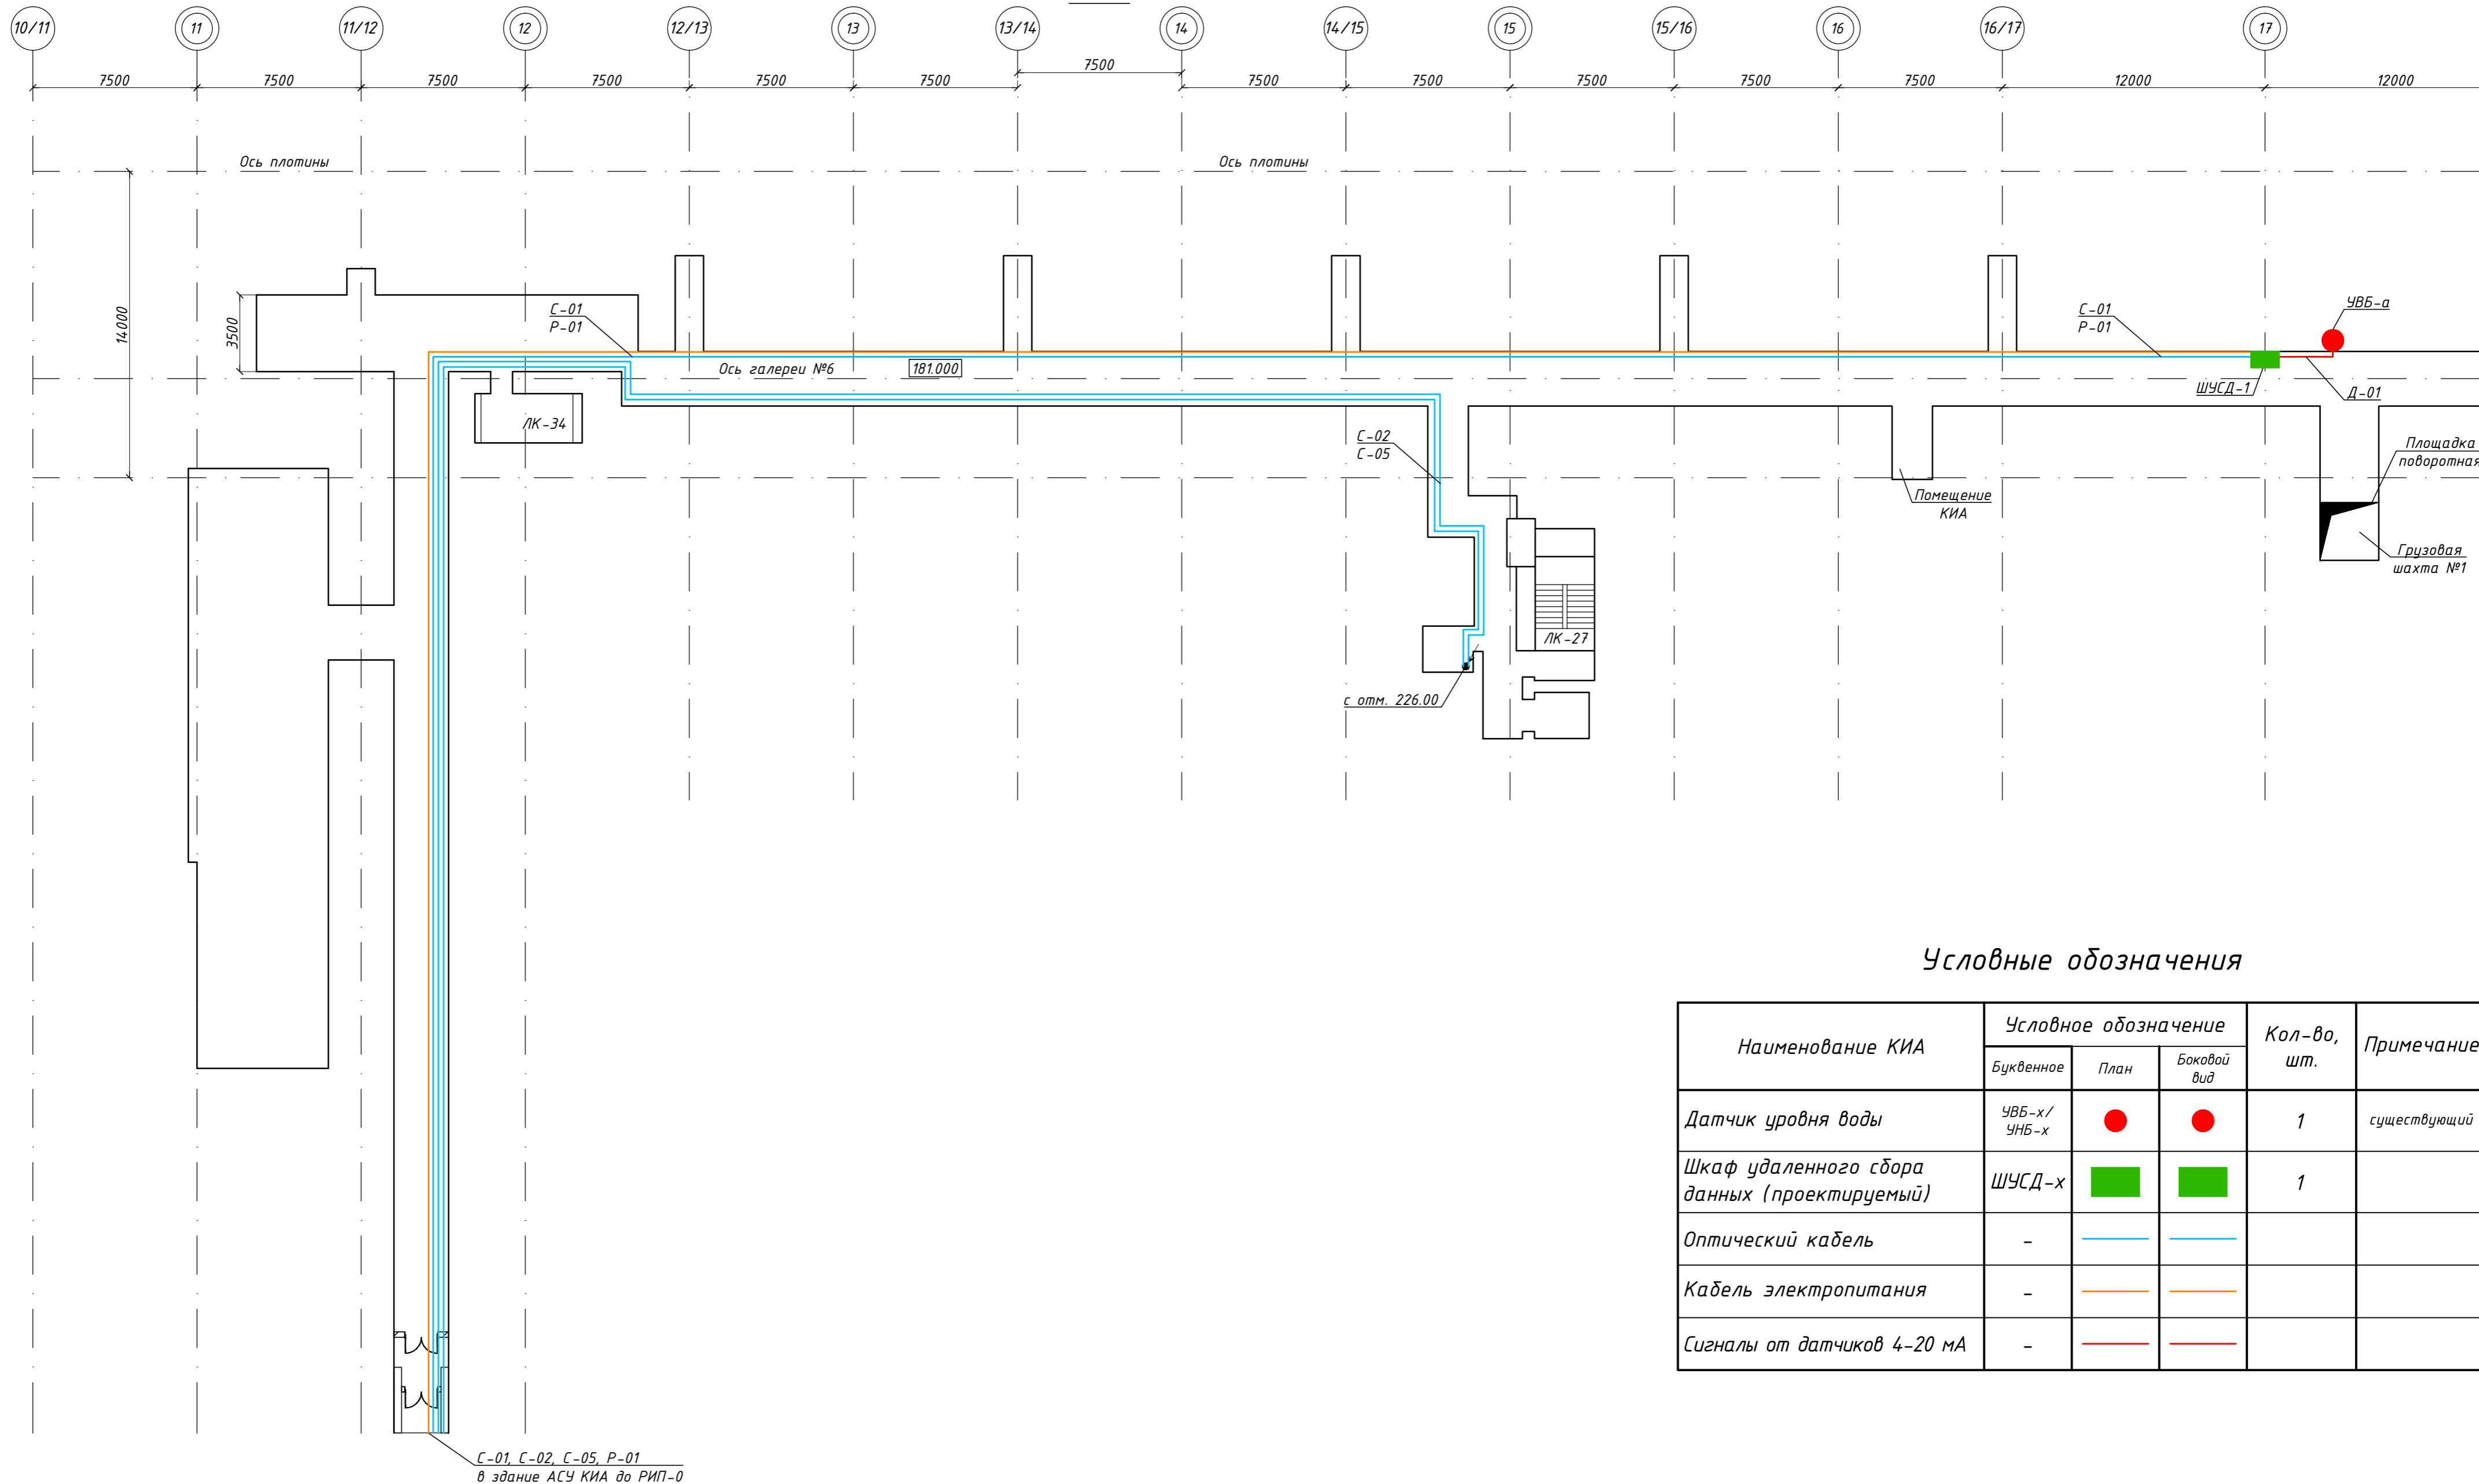 10/11 11 11/12 12 12/13 13 13/14 14 14/15 15 15/16 16 16/17 17
7500 7500 7500 7500 7500 7500 7500 7500 7500 7500 7500 7500 12000 12000
Ось плотины
Ось плотины
14000
3500
С-01
Р-01
С-01
Р-01
УВБ-а
Ось галереи №6
181.000
ШУСД-1
Д-01
ЛК-34
С-02
С-05
Площадка
поворотная
Помещение
КИА
Грузовая
шахта №1
ЛК-27
с отм. 226.00
С-01, С-02, С-05, Р-01
в здание АСУ КИА до РИП-0
Условные обозначения
Наименование КИА
Условное обозначение
Кол-во,
шт.
Примечание
Буквенное
План
Боковой
вид
Датчик уровня воды
УВБ-х/
УНБ-х
1
существующий
Шкаф удаленного сбора
данных (проектируемый)
ШУСД-х
1
Оптический кабель
-
Кабель электропитания
-
Сигналы от датчиков 4-20 мА
-